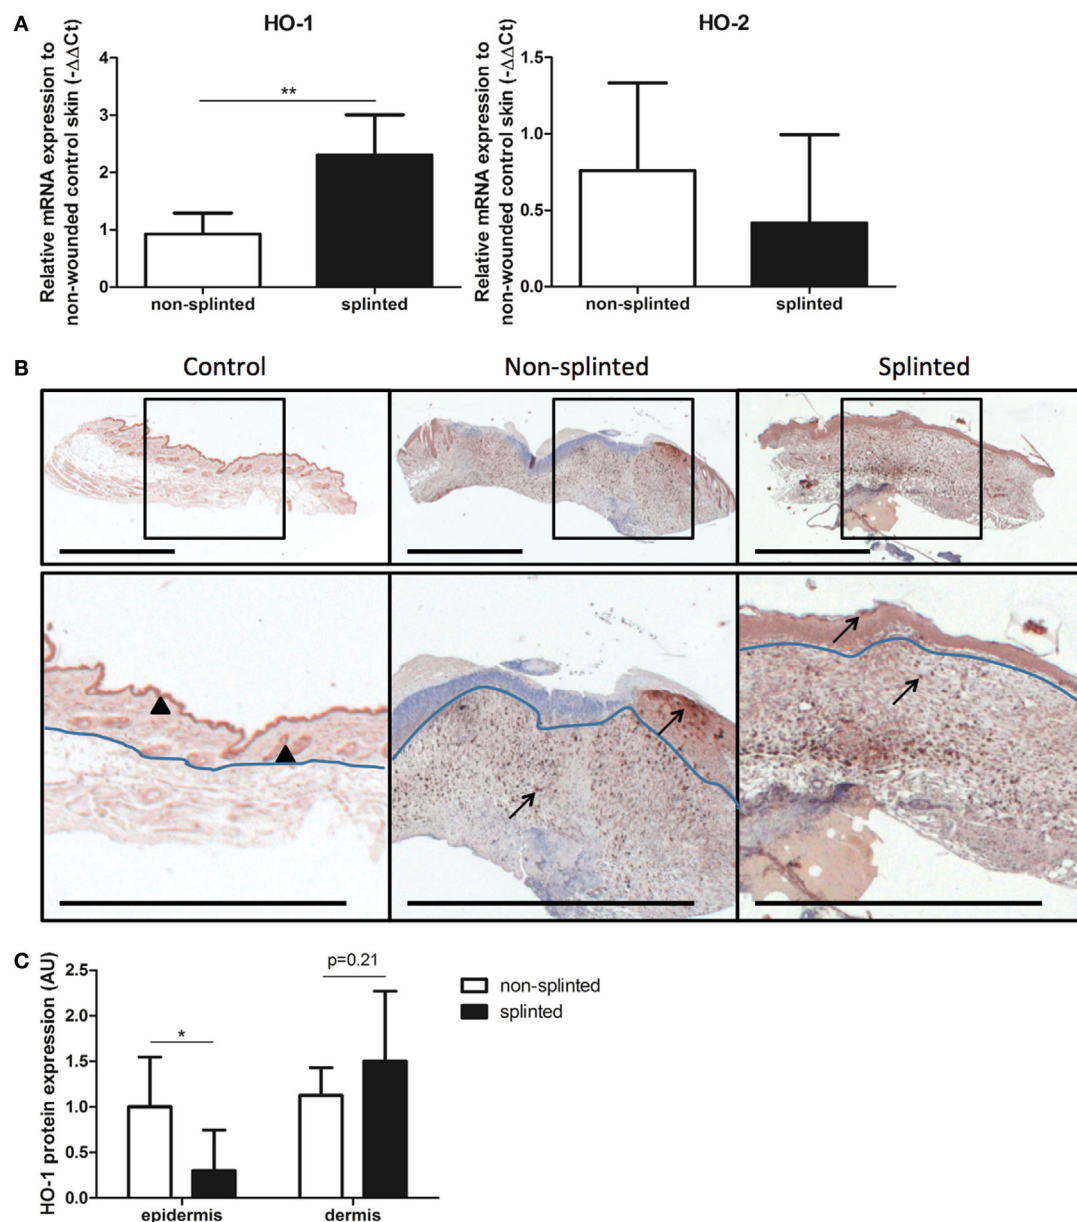 A
HO-1
Relative mRNA expression to
non-wounded control skin (-ΔΔCt)
4
3
2
1
0
**
non-splinted
splinted
HO-2
Relative mRNA expression to
non-wounded control skin (-ΔΔCt)
1.5
1.0
0.5
0.0
non-splinted
splinted
B
Control
Non-splinted
Splinted
C
HO-1 protein expression (AU)
2.5
2.0
1.5
1.0
0.5
0.0
*
p=0.21
epidermis
dermis
non-splinted
splinted